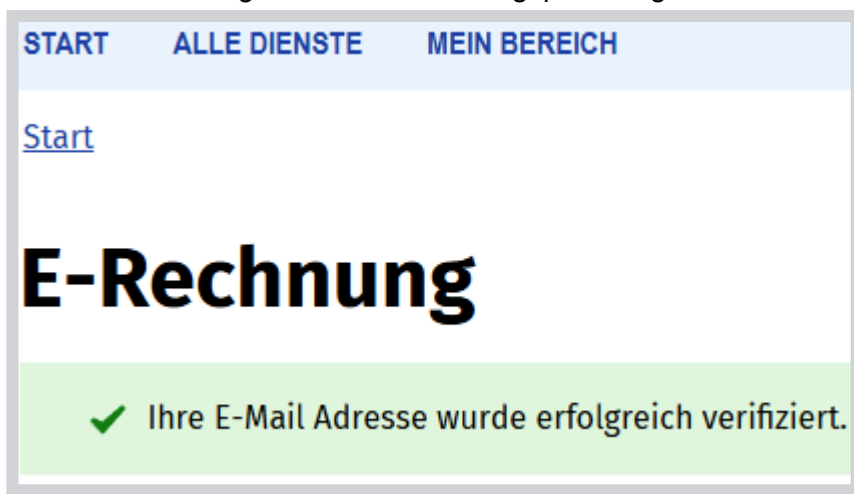 START ALLE DIENSTE MEIN BEREICH
Start
E-Rechnung
Ihre E-Mail Adresse wurde erfolgreich verifiziert.